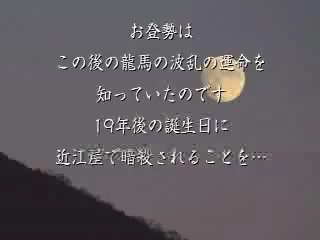 お登勢は
この後の龍馬の波乱の運命を
知っていたのです
19年後の誕生日に
近江屋で暗殺されることを…